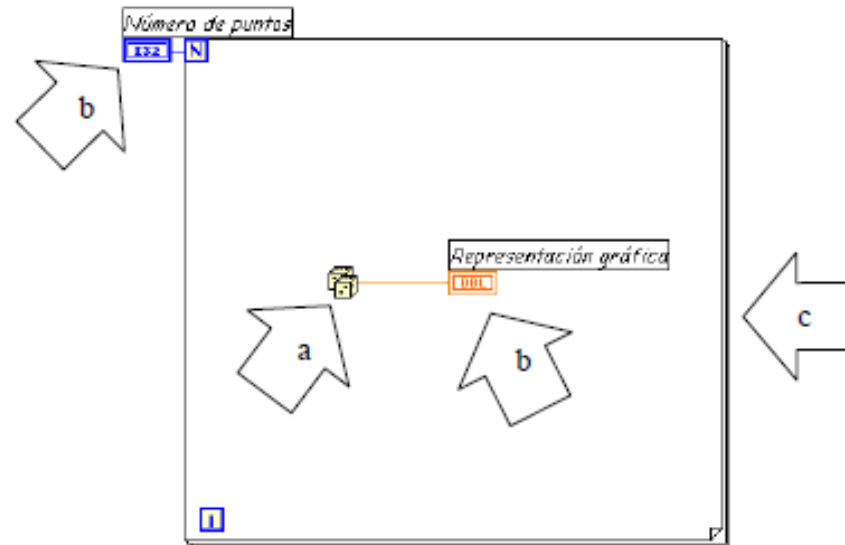 Número de puntos
I32 N
b
Representación gráfica
DBL
c
a
b
i